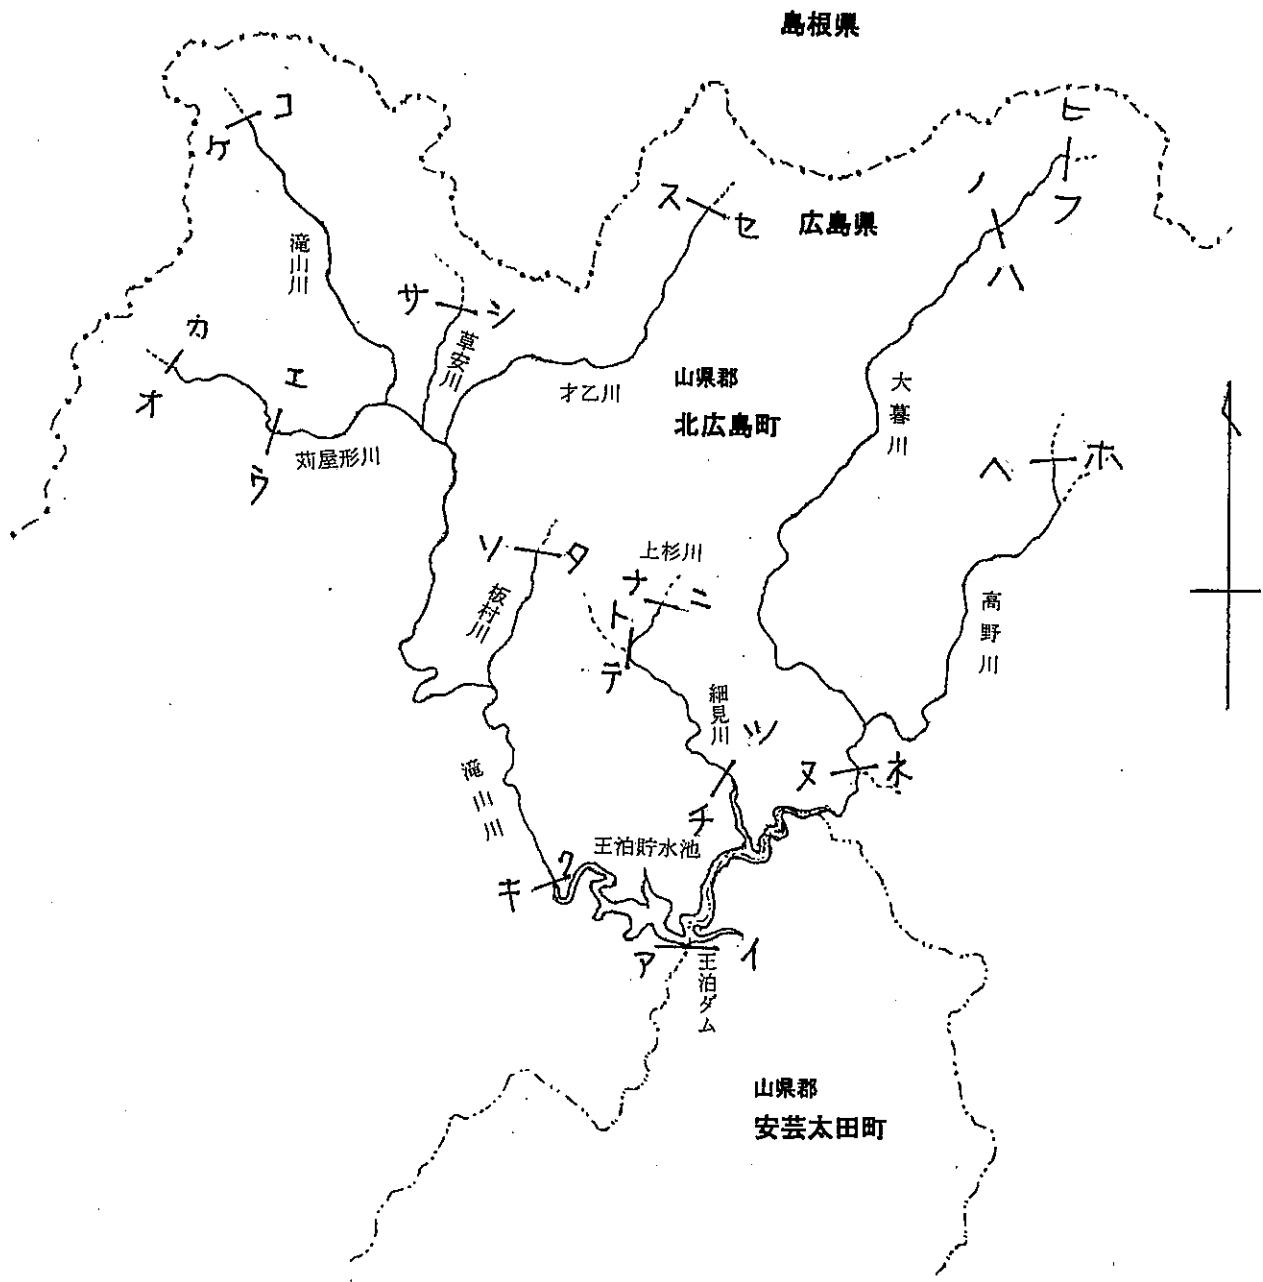 島根県
コ
ケ
ヒ
ノ
フ
ス
セ
広島県
ハ
滝山川
サ
シ
カ
草安川
エ
オ
才乙川
山県郡
北広島町
大暮川
苅屋形川
ウ
ヘ
ホ
ソ
タ
上杉川
ナ
ニ
ト
板村川
高野川
テ
細見川
ツ
ヌ
ネ
滝山川
チ
王泊貯水池
キ
ク
ア
イ
王泊ダム
山県郡
安芸太田町